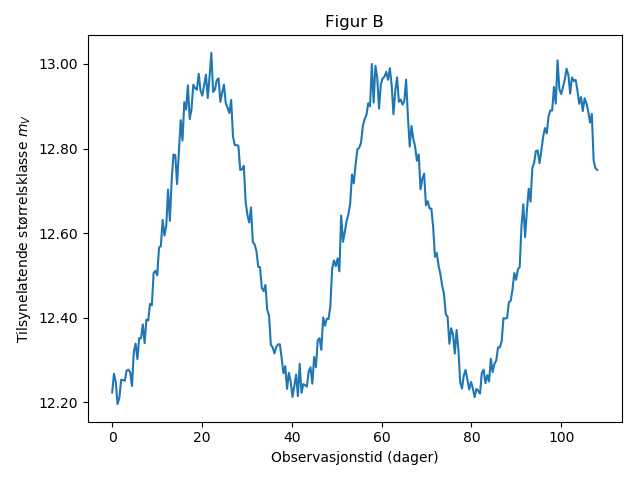 Figur B
Tilsynelatende størrelsesklasse $m_V$
13.00
12.80
12.60
12.40
12.20
0 20 40 60 80 100
Observasjonstid (dager)